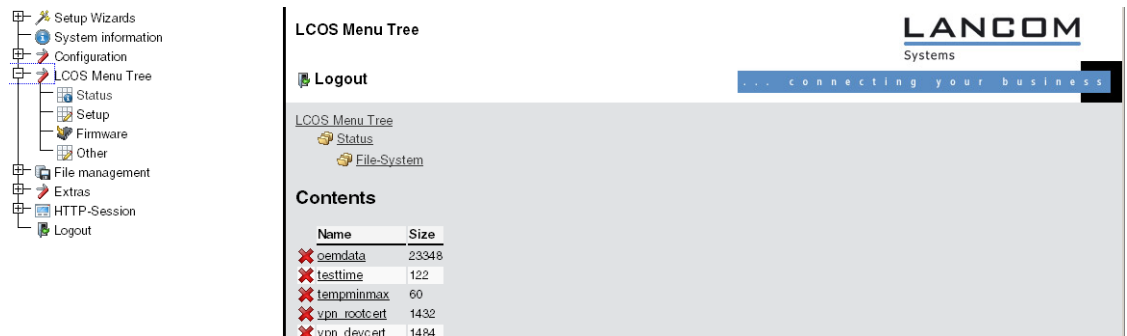 Setup Wizards
System information
Configuration
LCOS Menu Tree
Status
Setup
Firmware
Other
File management
Extras
HTTP-Session
Logout
LCOS Menu Tree
LANCOM
Systems
Logout
... connecting your business
LCOS Menu Tree
Status
File-System
Contents
Name Size
oemdata 23348
testtime 122
tempminmax 60
vpn_rootcert 1432
vpn_devcert 1484